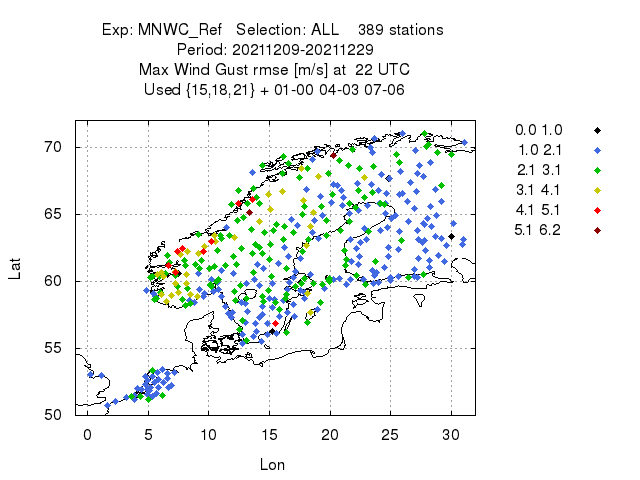 Exp: MNWC_Ref   Selection: ALL    389 stations
Period: 20211209-20211229
Max Wind Gust rmse [m/s] at  22 UTC
Used {15,18,21} + 01-00 04-03 07-06
0.0 1.0
1.0 2.1
2.1 3.1
3.1 4.1
4.1 5.1
5.1 6.2
70
65
60
55
50
Lat
0 5 10 15 20 25 30
Lon